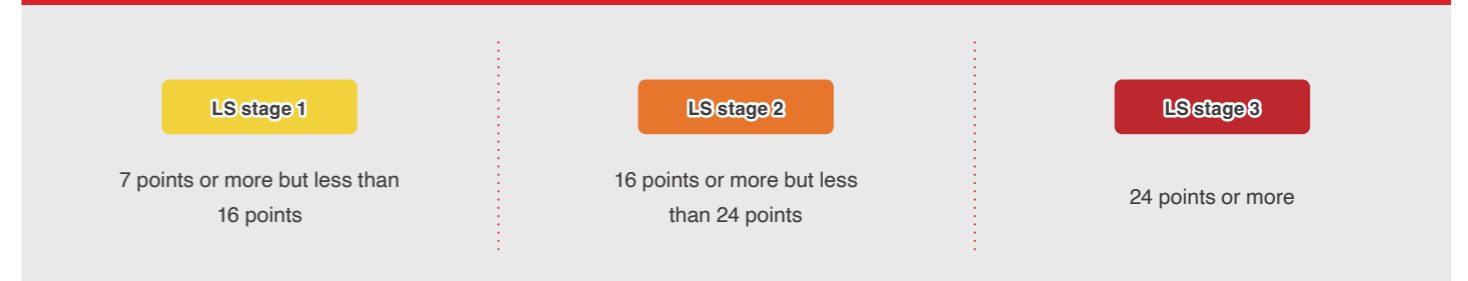 LS stage 1
7 points or more but less than
16 points
LS stage 2
16 points or more but less
than 24 points
LS stage 3
24 points or more